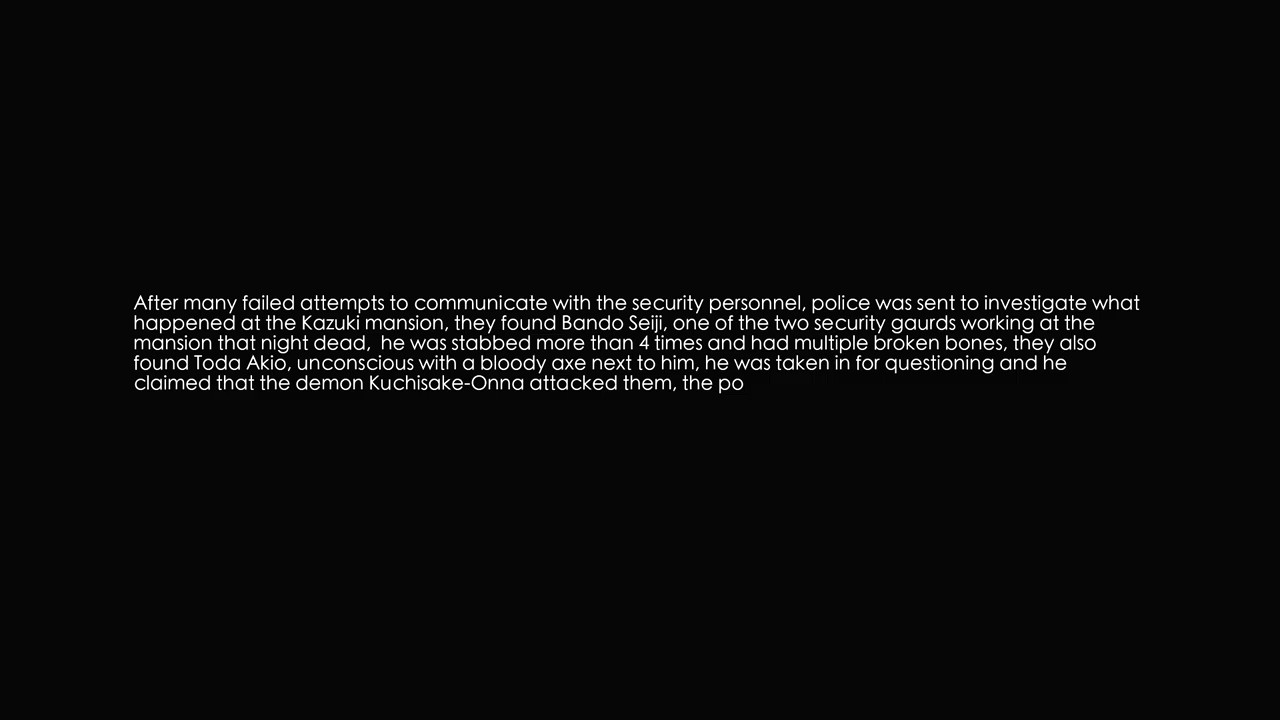 After many failed attempts to communicate with the security personnel, police was sent to investigate what
happened at the Kazuki mansion, they found Bando Seiji, one of the two security gaurds working at the
mansion that night dead,  he was stabbed more than 4 times and had multiple broken bones, they also
found Toda Akio, unconscious with a bloody axe next to him, he was taken in for questioning and he
claimed that the demon Kuchisake-Onna attacked them, the po